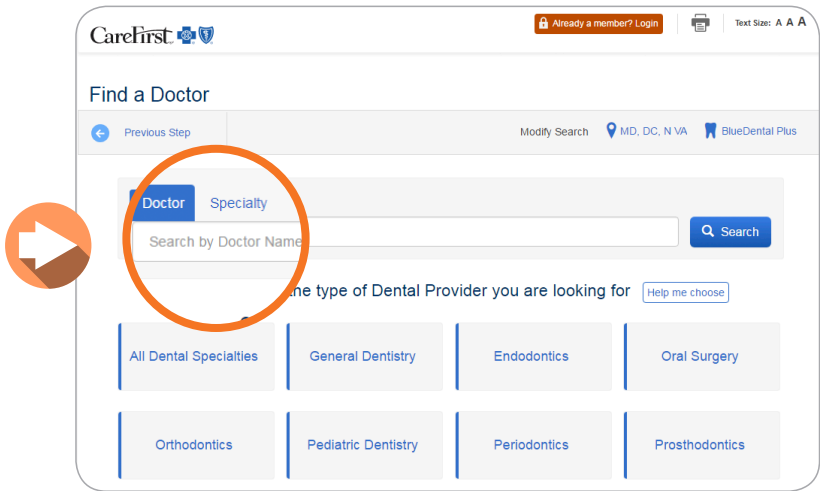 CareFirst
Already a member? Login
Text Size: A A A
Find a Doctor
Previous Step
Modify Search
MD, DC, N VA
BlueDental Plus
Doctor
Specialty
Search by Doctor Name
Search
type of Dental Provider you are looking for
Help me choose
All Dental Specialties
General Dentistry
Endodontics
Oral Surgery
Orthodontics
Pediatric Dentistry
Periodontics
Prosthodontics